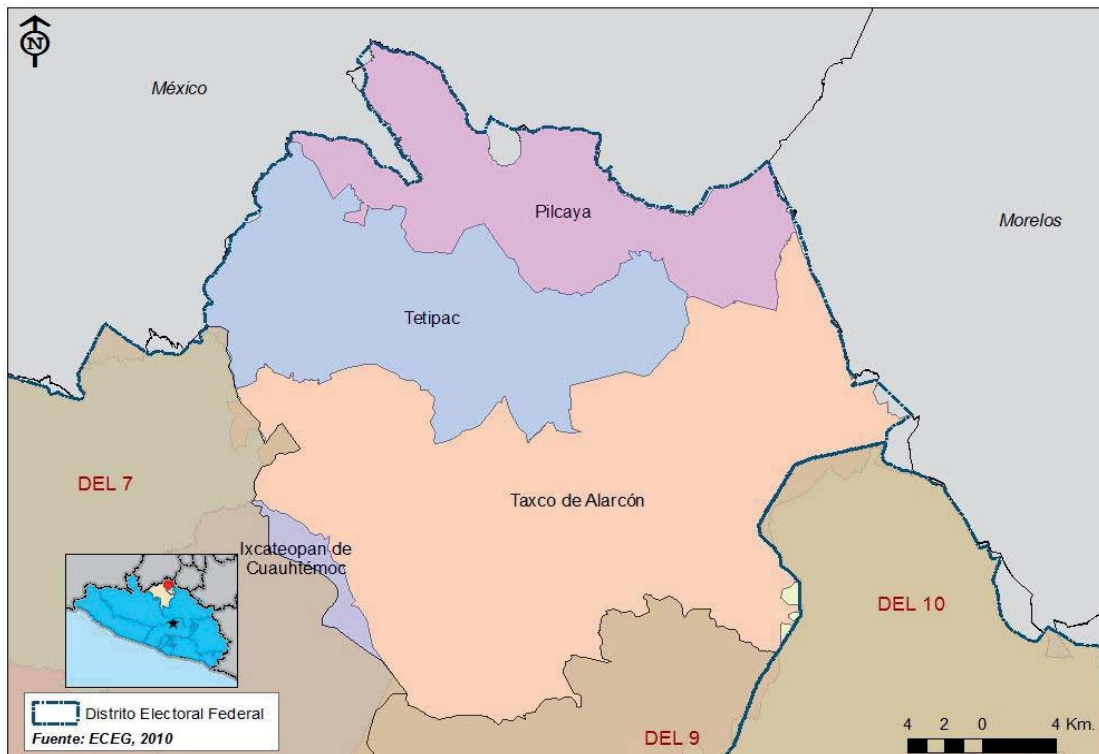 N
México
Pilcaya
Morelos
Tetipac
DEL 7
Taxco de Alarcón
Ixcateopan de
Cuauhtémoc
DEL 10
Distrito Electoral Federal
Fuente: ECEG, 2010
DEL 9
4 2 0 4 Km.